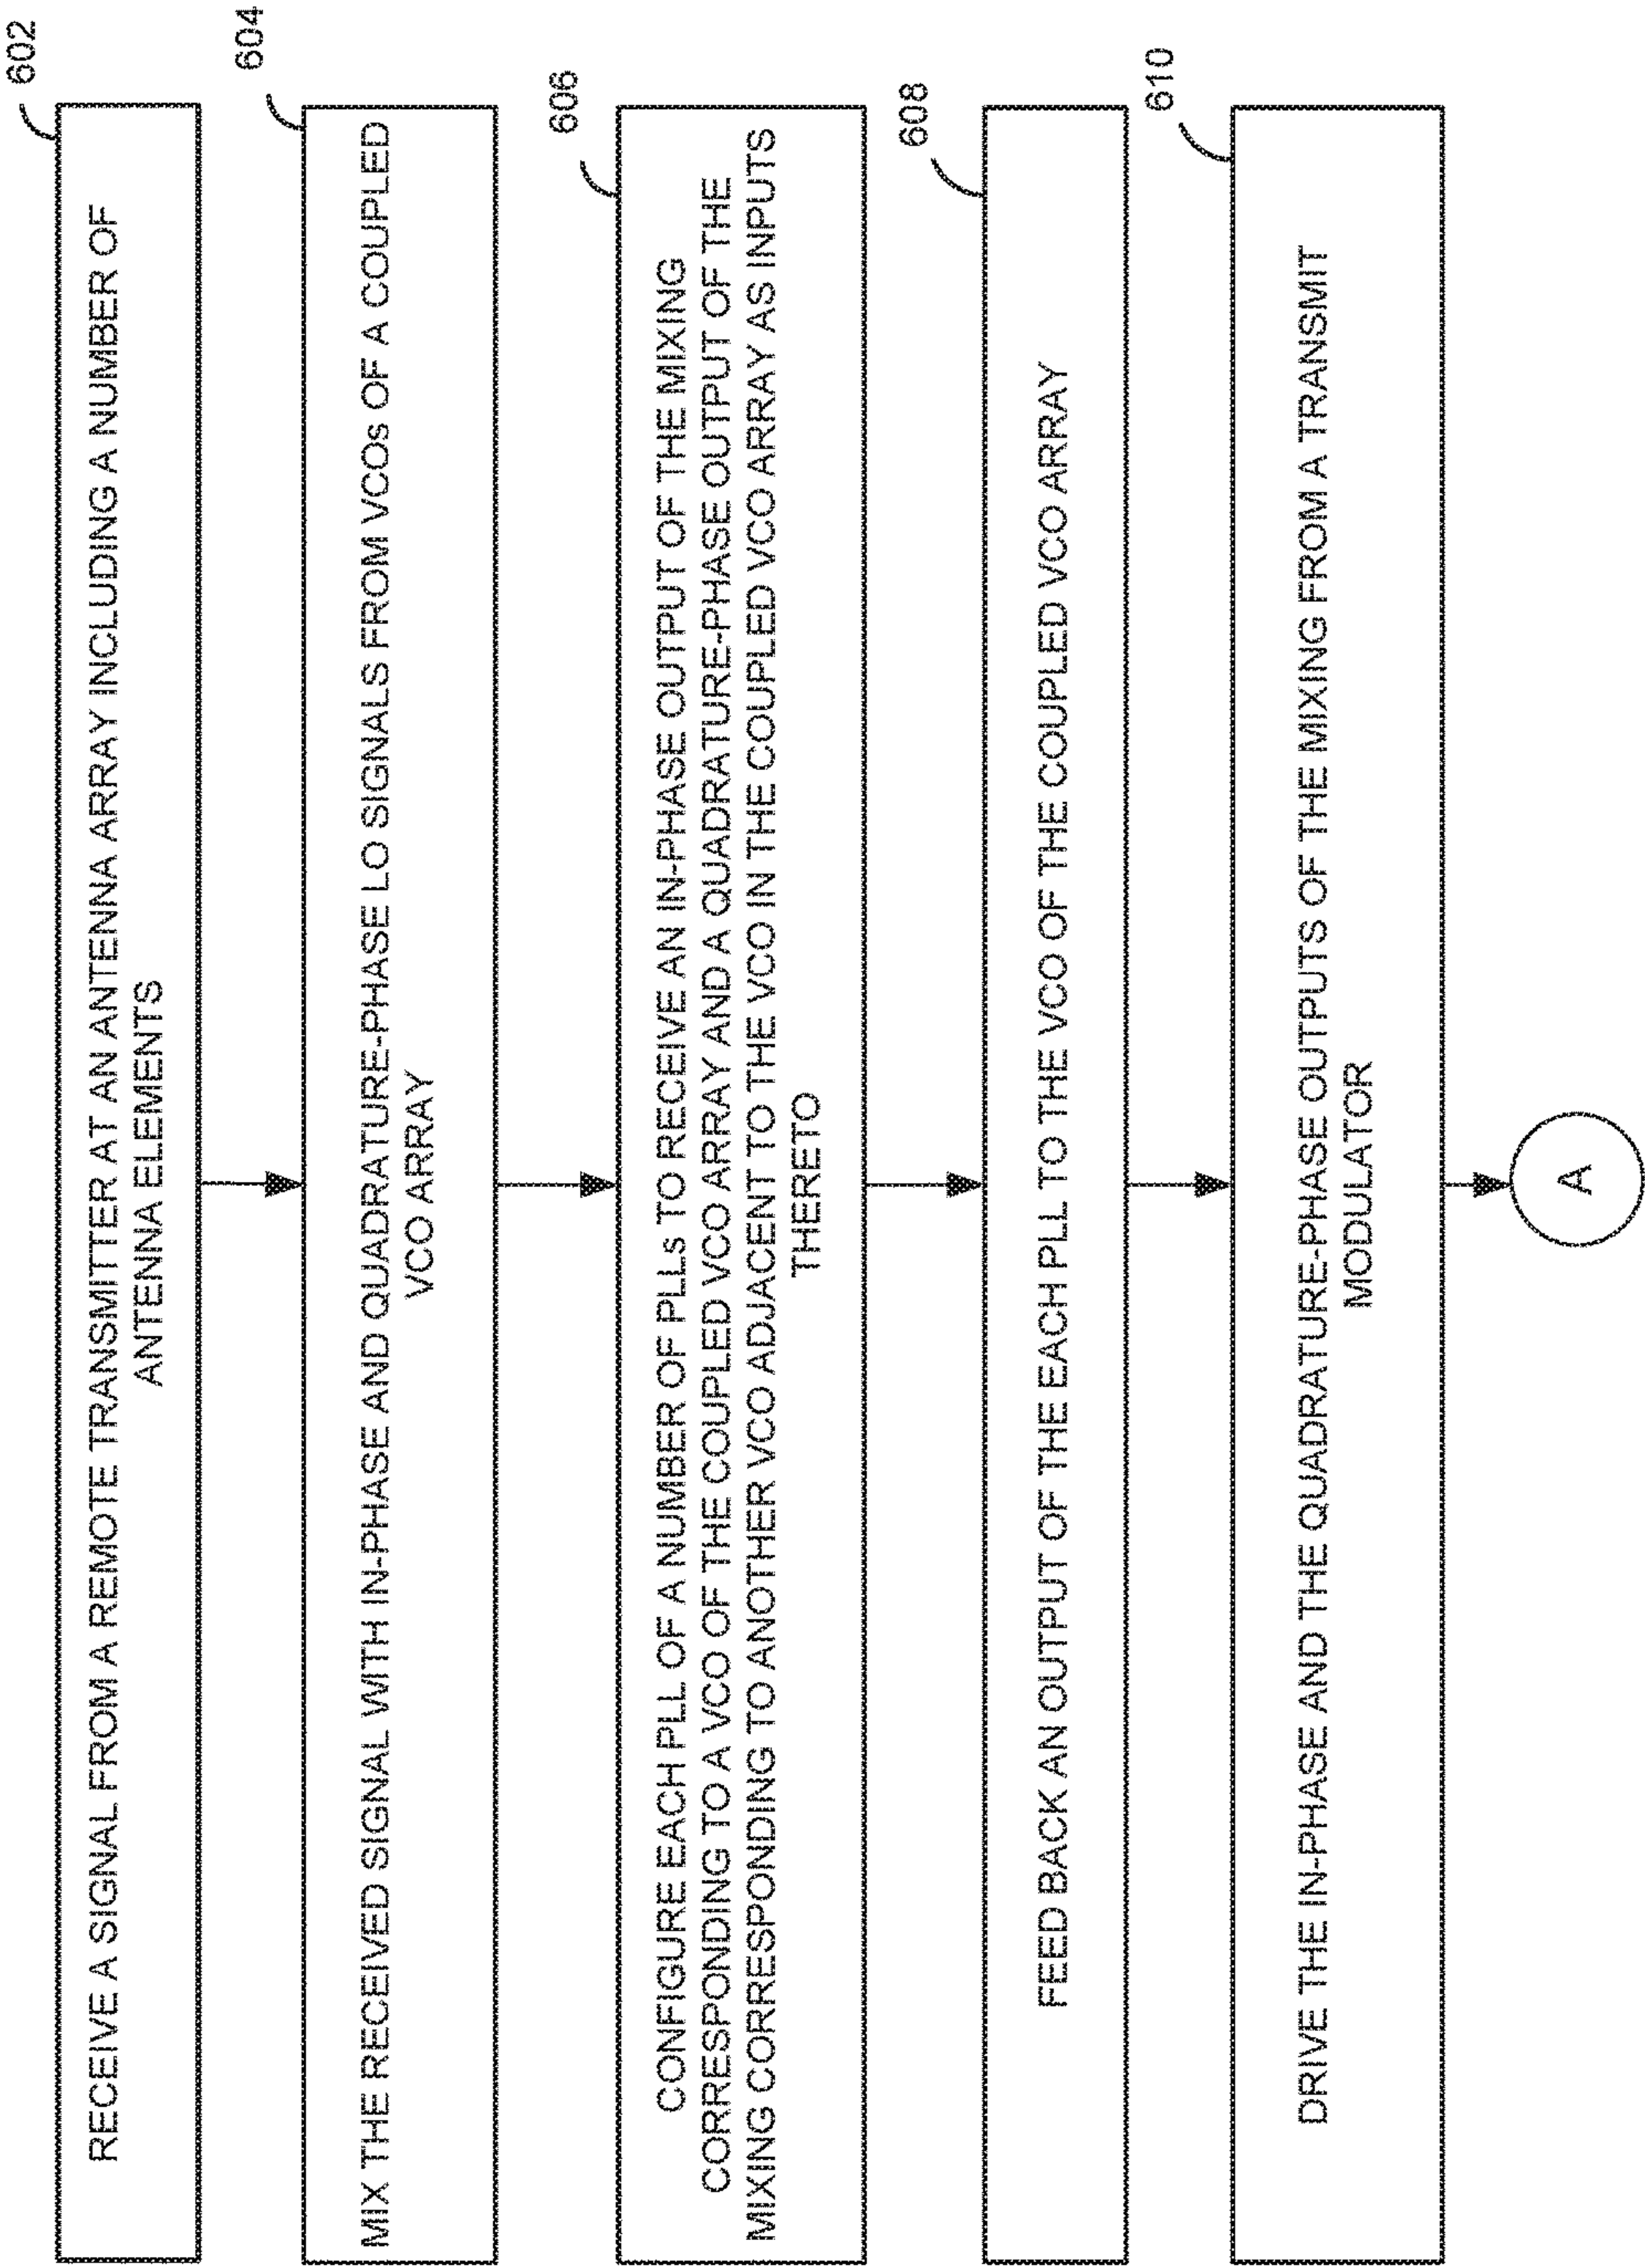 602
RECEIVE A SIGNAL FROM A REMOTE TRANSMITTER AT AN ANTENNA ARRAY INCLUDING A NUMBER OF
ANTENNA ELEMENTS
604
MIX THE RECEIVED SIGNAL WITH IN-PHASE AND QUADRATURE-PHASE LO SIGNALS FROM VCOs OF A COUPLED
VCO ARRAY
606
CONFIGURE EACH PLL OF A NUMBER OF PLLs TO RECEIVE AN IN-PHASE OUTPUT OF THE MIXING
CORRESPONDING TO A VCO OF THE COUPLED VCO ARRAY AND A QUADRATURE-PHASE OUTPUT OF THE
MIXING CORRESPONDING TO ANOTHER VCO ADJACENT TO THE VCO IN THE COUPLED VCO ARRAY AS INPUTS
THERETO
608
FEED BACK AN OUTPUT OF THE EACH PLL TO THE VCO OF THE COUPLED VCO ARRAY
610
DRIVE THE IN-PHASE AND THE QUADRATURE-PHASE OUTPUTS OF THE MIXING FROM A TRANSMIT
MODULATOR
A